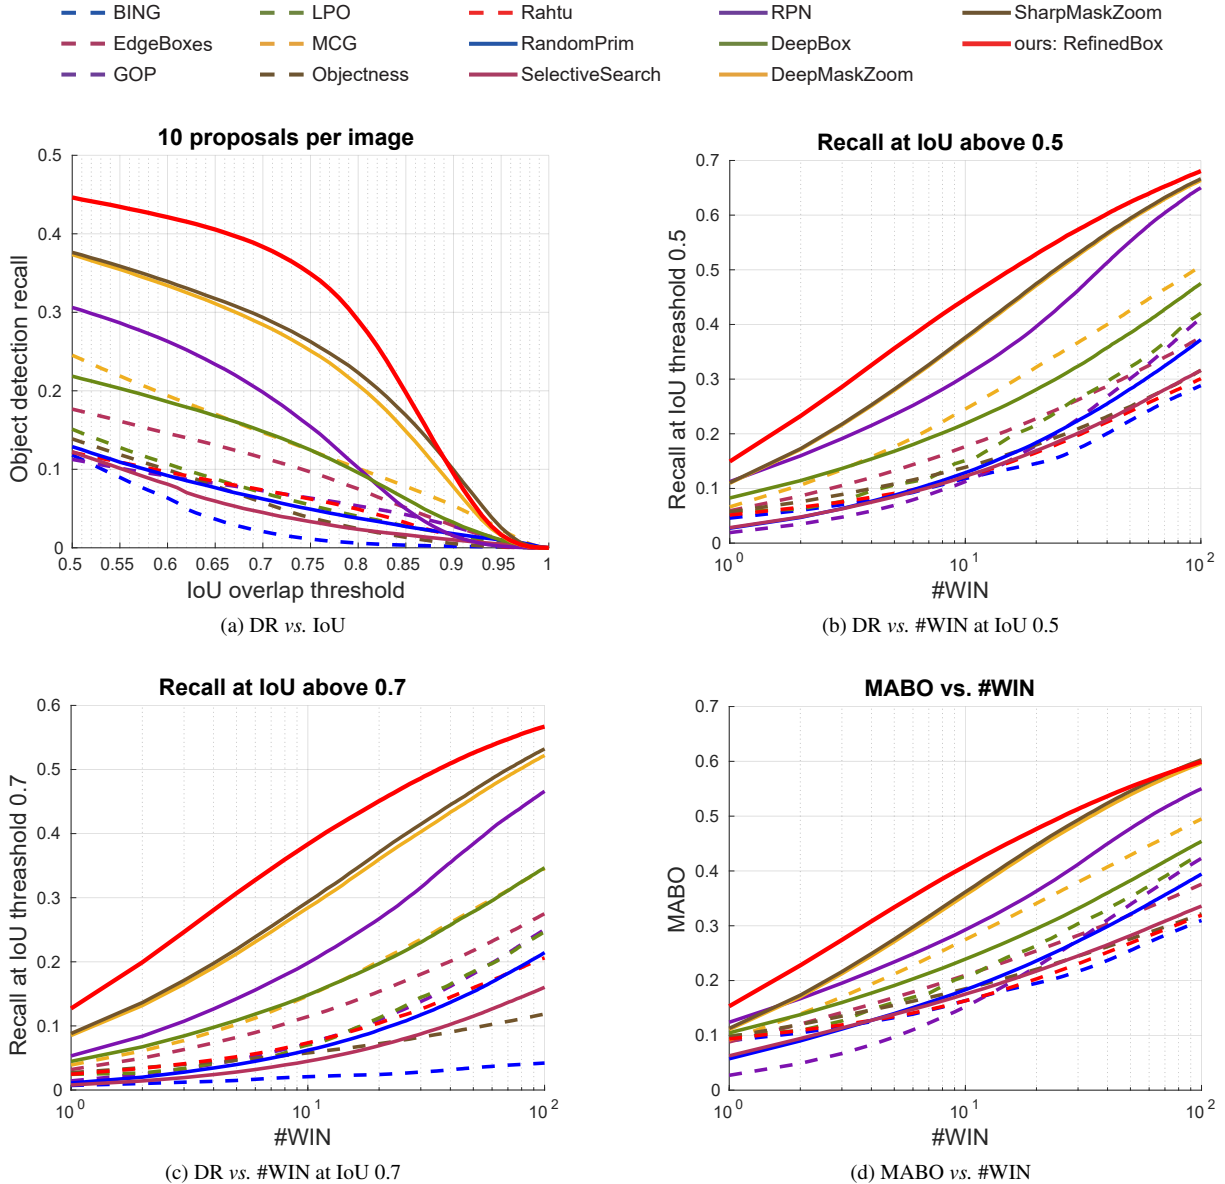 BING LPO Rahtu RPN SharpMaskZoom
EdgeBoxes MCG RandomPrim DeepBox ours: RefinedBox
GOP Objectness SelectiveSearch DeepMaskZoom
10 proposals per image
Object detection recall
0.5
0.4
0.3
0.2
0.1
0
0.5 0.55 0.6 0.65 0.7 0.75 0.8 0.85 0.9 0.95 1
IoU overlap threshold
(a) DR vs. IoU
Recall at IoU above 0.5
Recall at IoU threashold 0.5
0.7
0.6
0.5
0.4
0.3
0.2
0.1
0
10^0 10^1 10^2
#WIN
(b) DR vs. #WIN at IoU 0.5
Recall at IoU above 0.7
Recall at IoU threashold 0.7
0.6
0.5
0.4
0.3
0.2
0.1
0
10^0 10^1 10^2
#WIN
(c) DR vs. #WIN at IoU 0.7
MABO vs. #WIN
MABO
0.7
0.6
0.5
0.4
0.3
0.2
0.1
0
10^0 10^1 10^2
#WIN
(d) MABO vs. #WIN